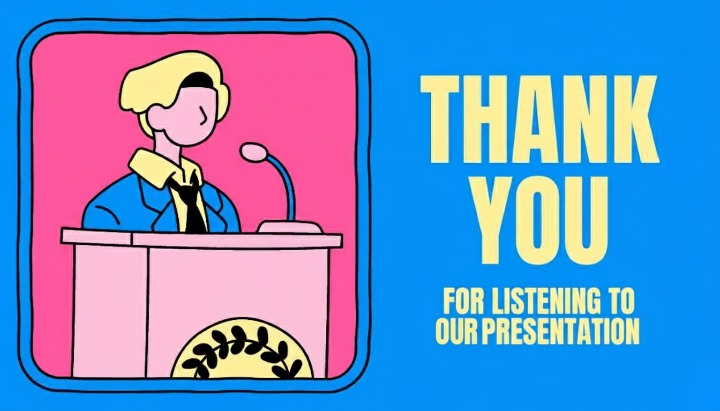 THANK
YOU
FOR LISTENING TO
OUR PRESENTATION